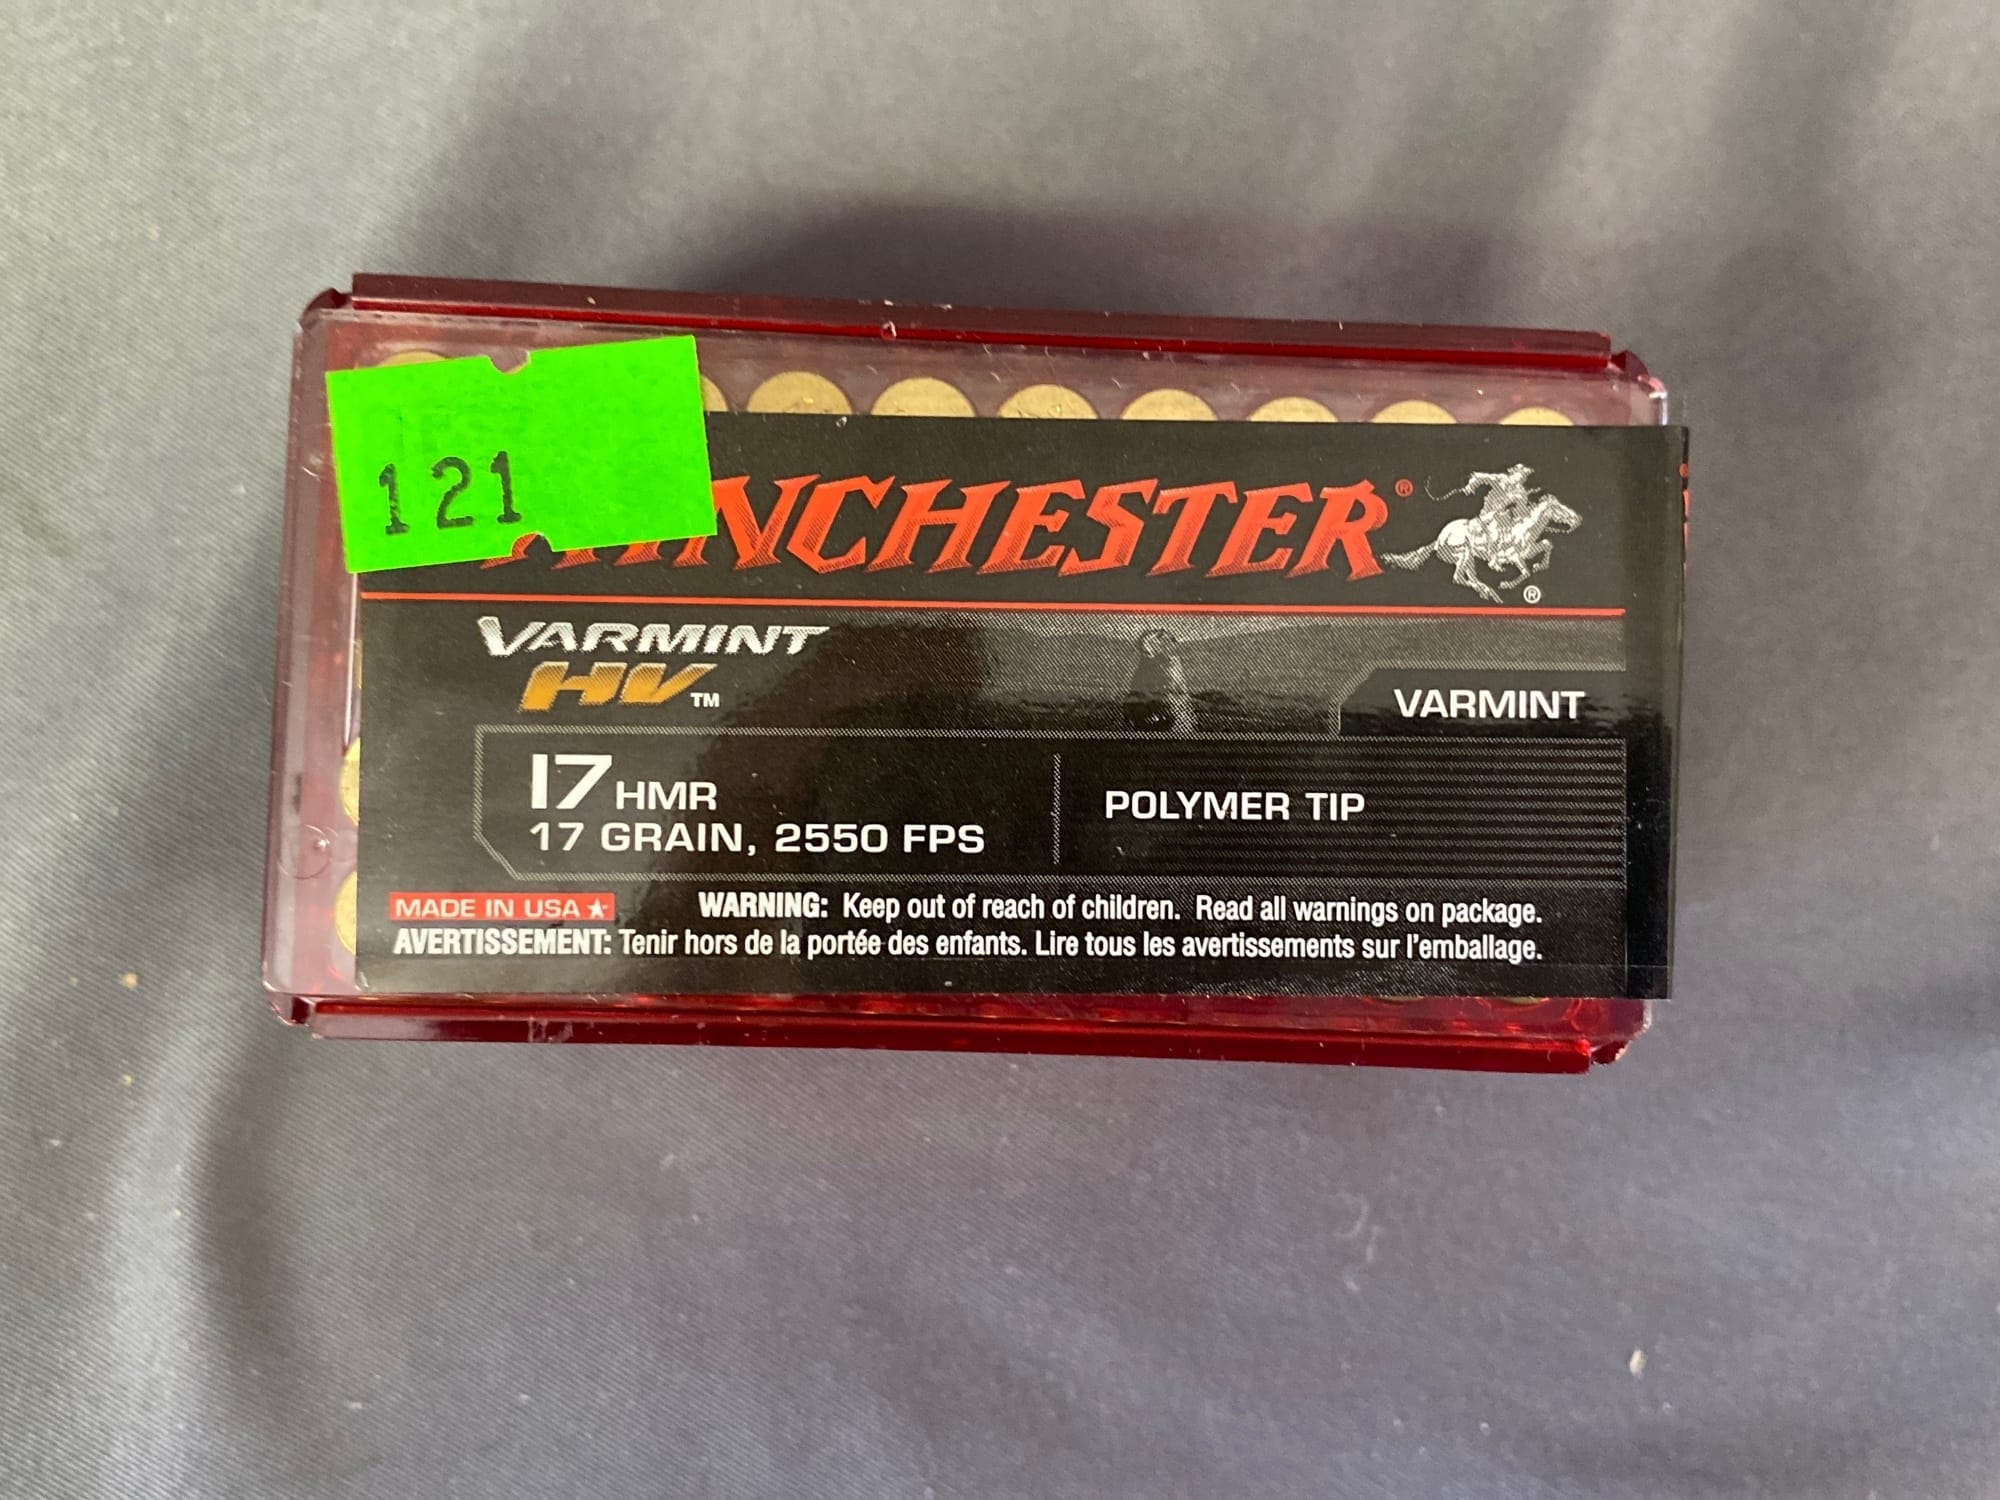 121
WINCHESTER®
®
VARMINT
HV™
VARMINT
17 HMR
17 GRAIN, 2550 FPS
POLYMER TIP
MADE IN USA
WARNING: Keep out of reach of children. Read all warnings on package.
AVERTISSEMENT: Tenir hors de la portée des enfants. Lire tous les avertissements sur l'emballage.